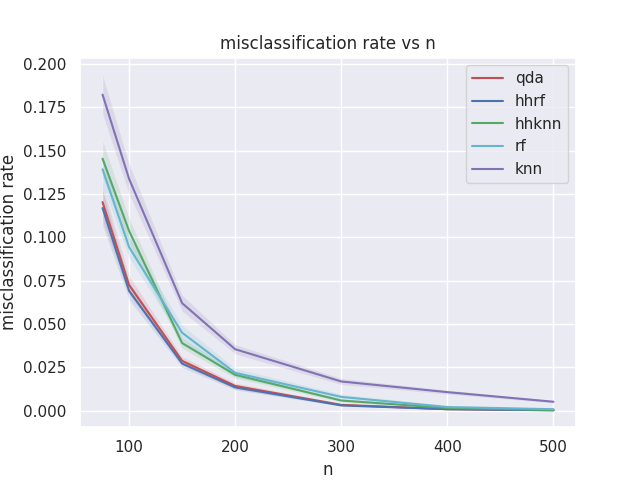 misclassification rate vs n
misclassification rate
0.200
0.175
0.150
0.125
0.100
0.075
0.050
0.025
0.000
qda
hhrf
hhknn
rf
knn
100
200
300
400
500
n